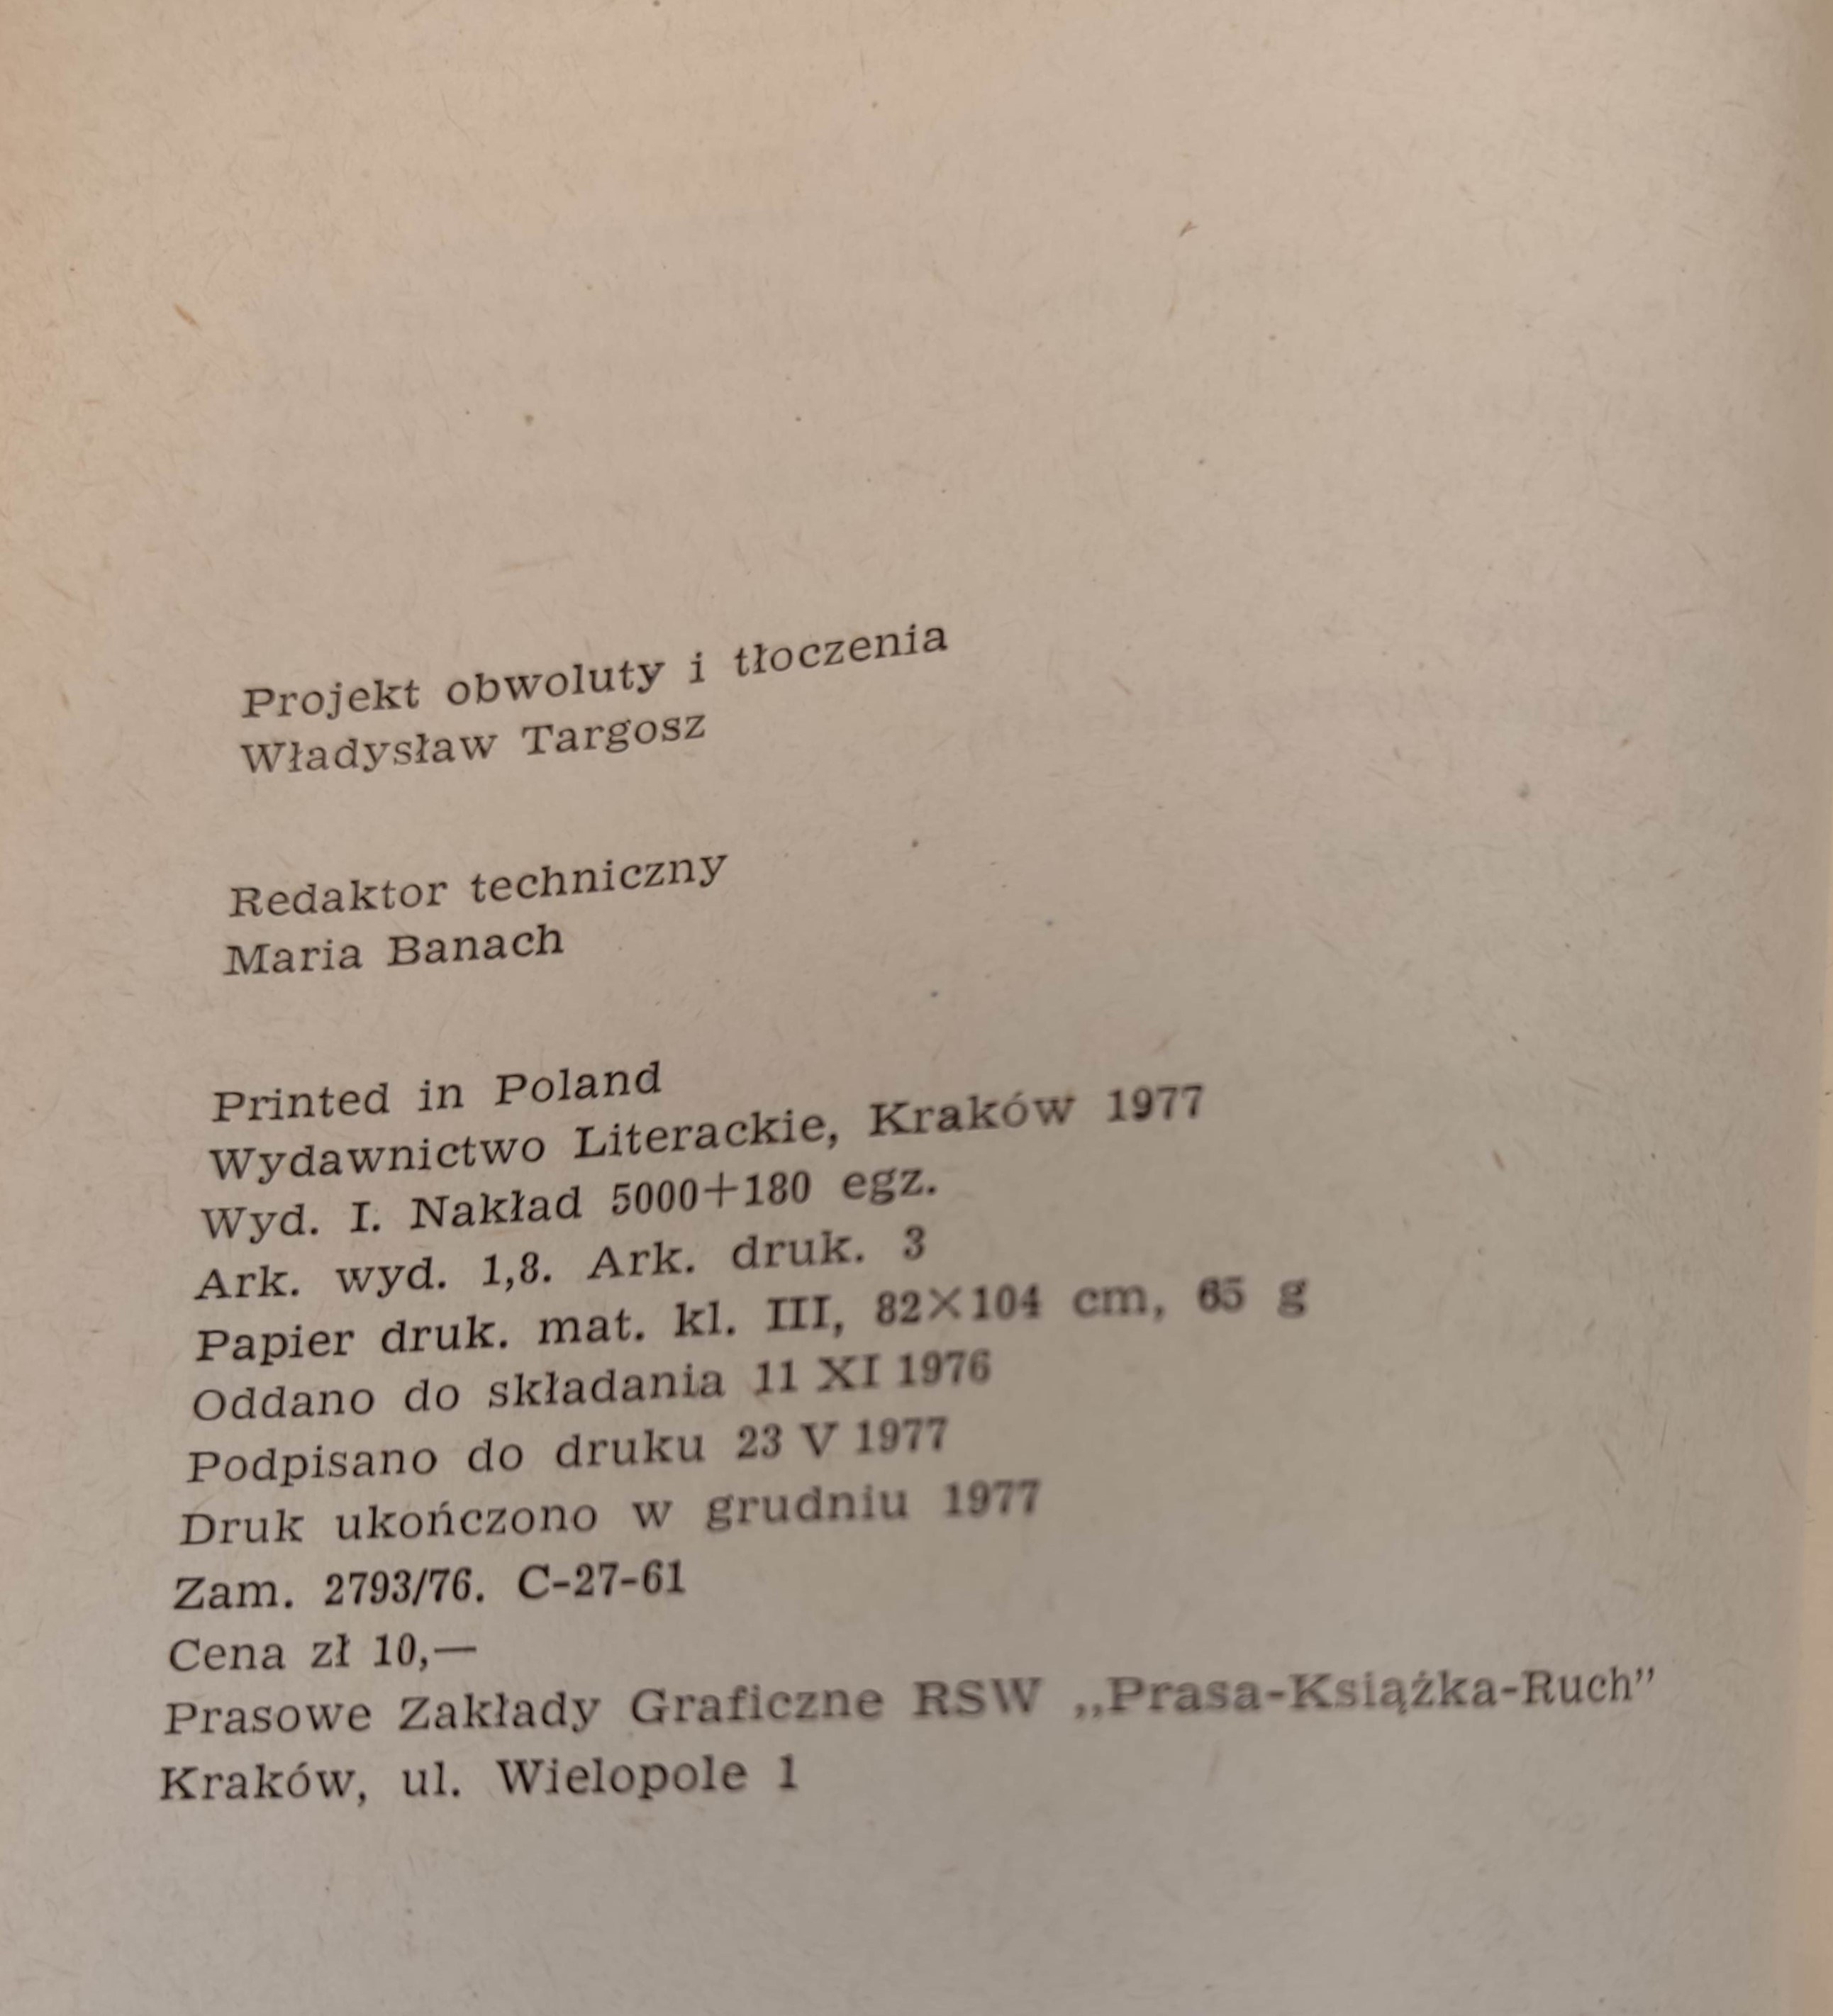 Projekt obwoluty i tłoczenia
Władysław Targosz
Redaktor techniczny
Maria Banach
Printed in Poland
Wydawnictwo Literackie, Kraków 1977
Wyd. I. Nakład 5000+180 egz.
Ark. wyd. 1,8. Ark. druk. 3
Papier druk. mat. kl. III, 82×104 cm, 65 g
Oddano do składania 11 XI 1976
Podpisano do druku 23 V 1977
Druk ukończono w grudniu 1977
Zam. 2793/76. C-27-61
Cena zł 10,—
Prasowe Zakłady Graficzne RSW „Prasa-Książka-Ruch”
Kraków, ul. Wielopole 1